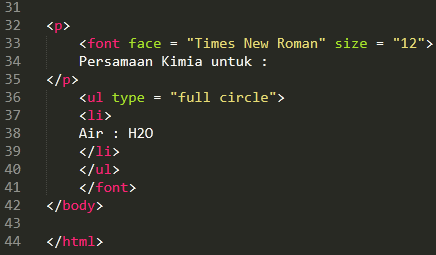 31
32 <p>
33 <font face = "Times New Roman" size = "12">
34 Persamaan Kimia untuk :
35 </p>
36 <ul type = "full circle">
37 <li>
38 Air : H2O
39 </li>
40 </ul>
41 </font>
42 </body>
43
44 </html>